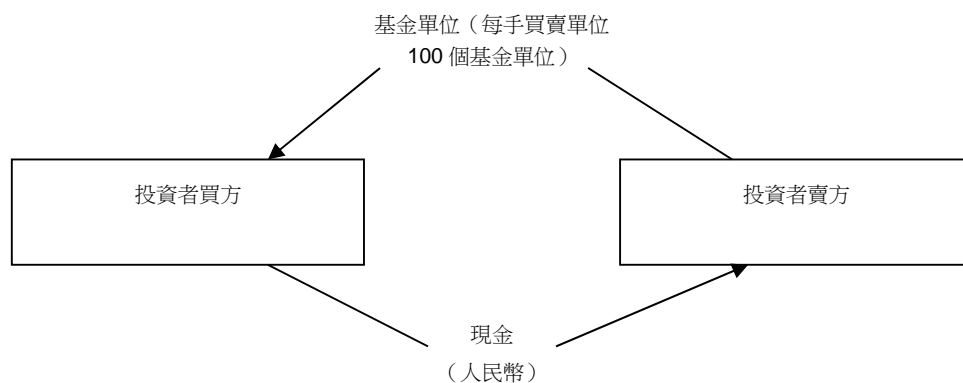 基金單位（每手買賣單位
100 個基金單位）
投資者買方
投資者賣方
現金
（人民幣）